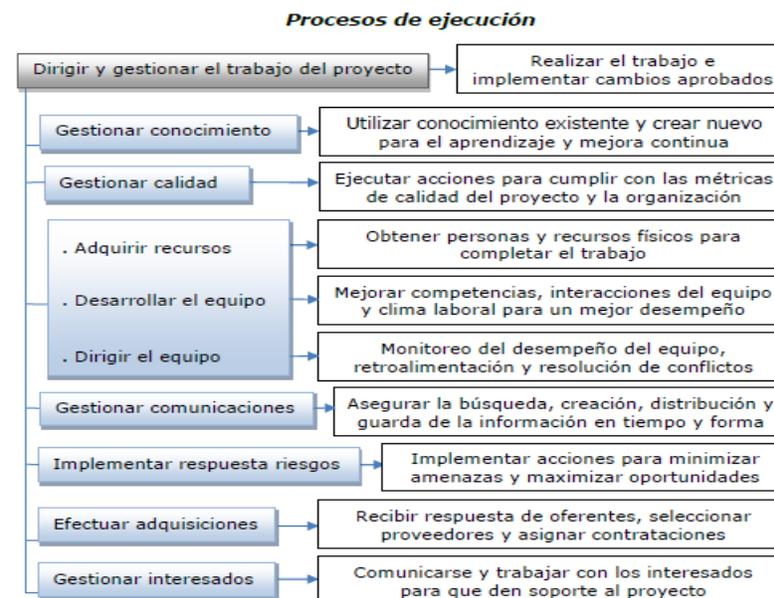 Procesos de ejecución
Dirigir y gestionar el trabajo del proyecto
Realizar el trabajo e
implementar cambios aprobados
Gestionar conocimiento
Utilizar conocimiento existente y crear nuevo
para el aprendizaje y mejora continua
Gestionar calidad
Ejecutar acciones para cumplir con las métricas
de calidad del proyecto y la organización
. Adquirir recursos
Obtener personas y recursos físicos para
completar el trabajo
. Desarrollar el equipo
Mejorar competencias, interacciones del equipo
y clima laboral para un mejor desempeño
. Dirigir el equipo
Monitoreo del desempeño del equipo,
retroalimentación y resolución de conflictos
Gestionar comunicaciones
Asegurar la búsqueda, creación, distribución y
guarda de la información en tiempo y forma
Implementar respuesta riesgos
Implementar acciones para minimizar
amenazas y maximizar oportunidades
Efectuar adquisiciones
Recibir respuesta de oferentes, seleccionar
proveedores y asignar contrataciones
Gestionar interesados
Comunicarse y trabajar con los interesados
para que den soporte al proyecto